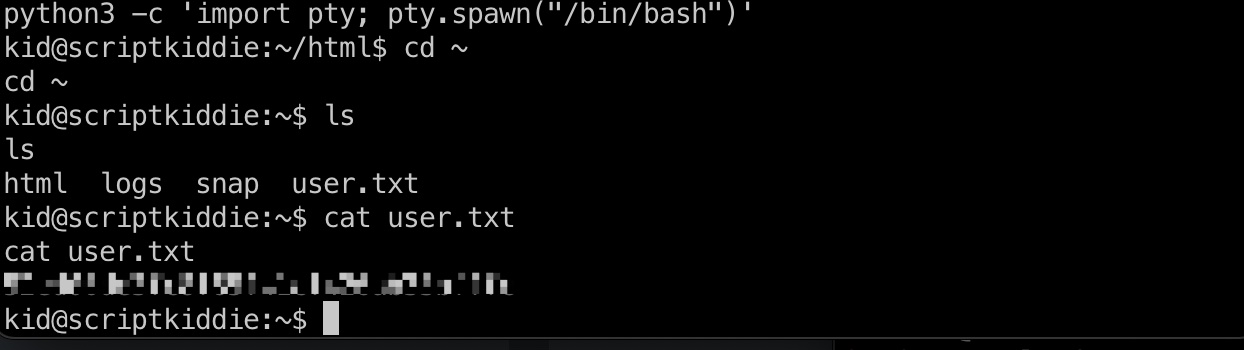 python3 -c 'import pty; pty.spawn("/bin/bash")'
kid@scriptkiddie:~/html$ cd ~
cd ~
kid@scriptkiddie:~$ ls
ls
html  logs  snap  user.txt
kid@scriptkiddie:~$ cat user.txt
cat user.txt
kid@scriptkiddie:~$